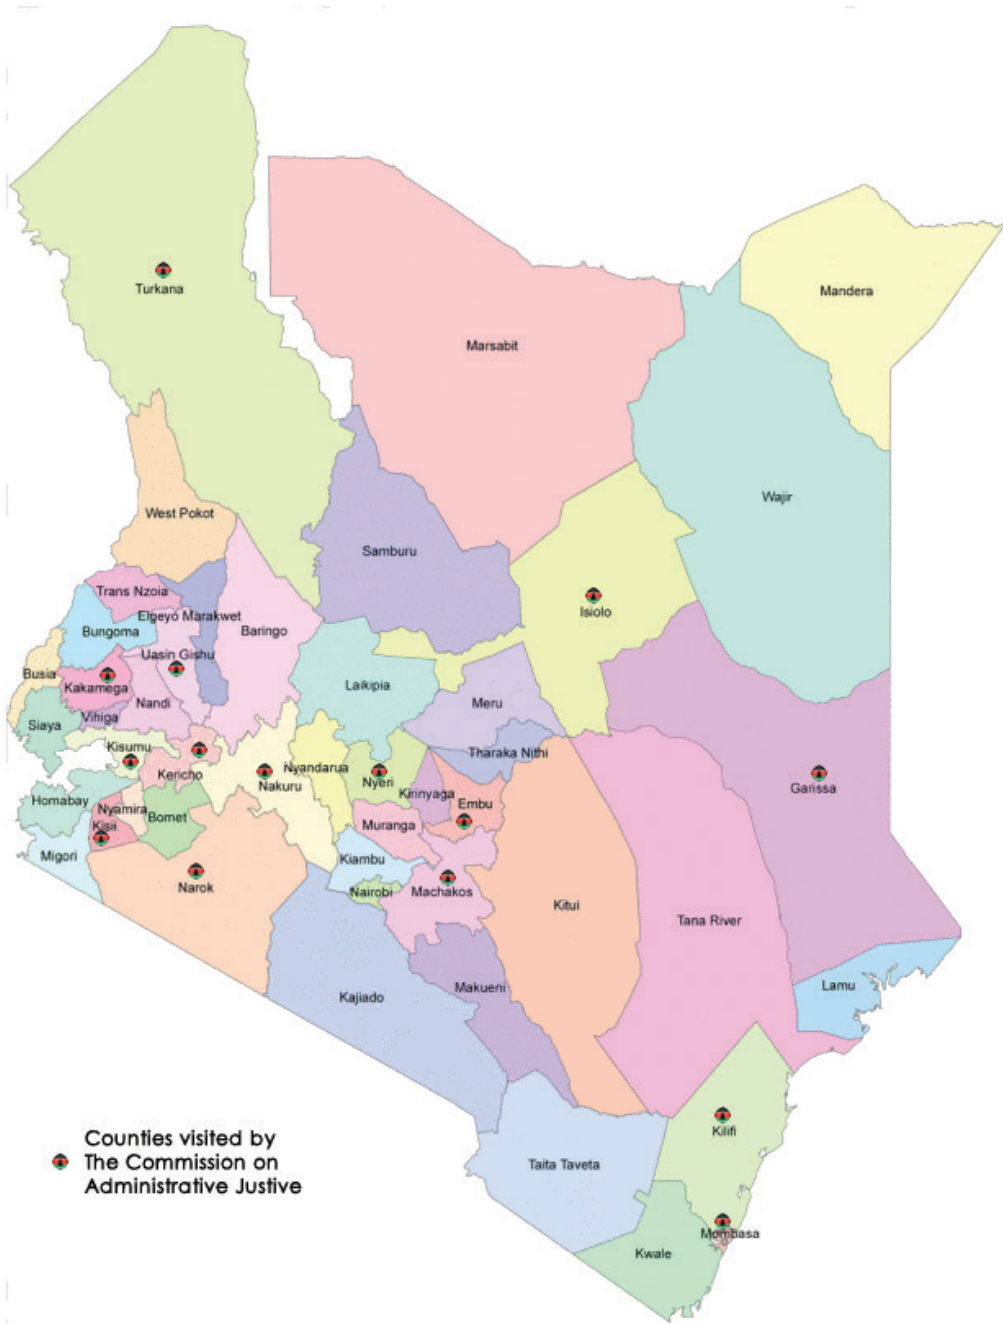 Turkana
Mandera
Marsabit
Wajir
West Pokot
Samburu
Isiolo
Trans Nzoia
Elgeyo Marakwet
Bungoma
Baringo
Uasin Gishu
Busia
Kakamega
Laikipia
Nandi
Meru
Siaya
Vihiga
Kisumu
Tharaka Nithi
Kericho
Nyandarua
Nakuru
Nyeri
Garissa
Kirinyaga
Homabay
Nyamira
Embu
Bomet
Kisii
Muranga
Migori
Kiambu
Narok
Nairobi
Machakos
Kitui
Tana River
Makueni
Lamu
Kajiado
Kilifi
Counties visited by
The Commission on
Administrative Justive
Taita Taveta
Mombasa
Kwale